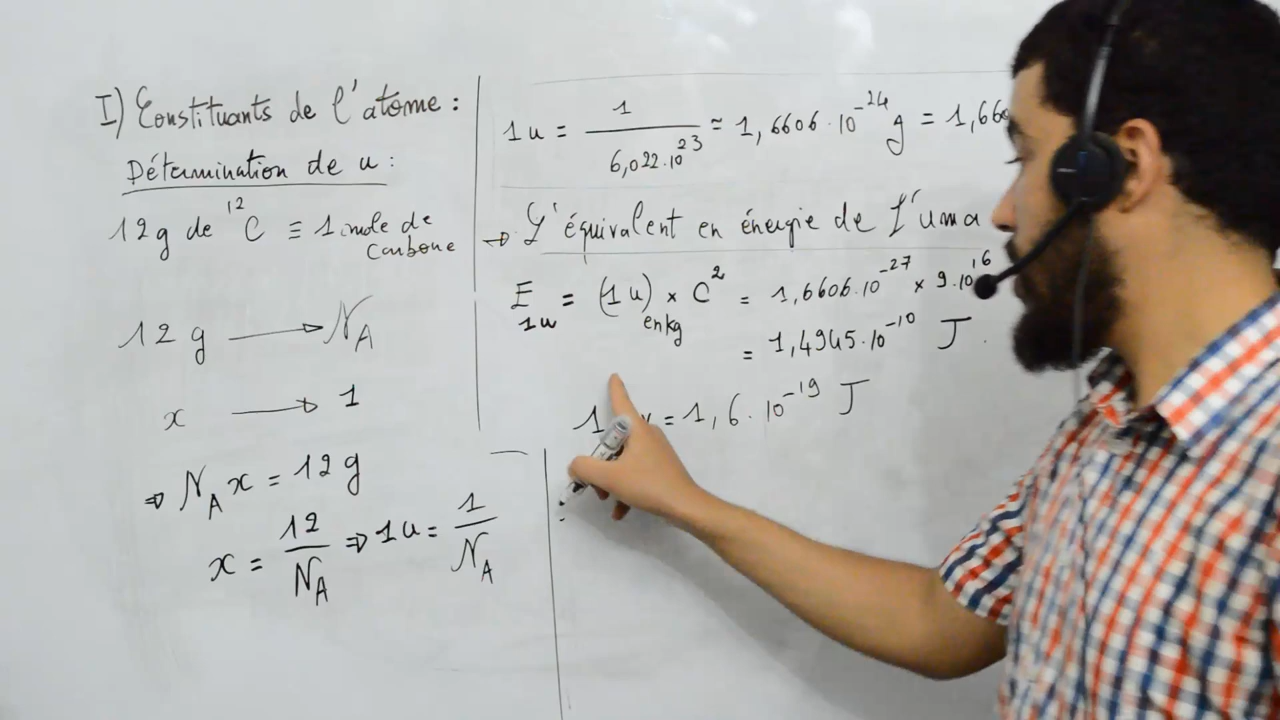 I) Constituants de l'atome :
Détermination de u :
12g de ¹²C ≡ 1 mole de
Carbone
12 g → N_A
x → 1
⇒ N_A x = 12 g
x = 12/N_A ⇒ 1u = 1/N_A
1u = 1/6,022.10²³ ≈ 1,6606.10⁻²⁴ g = 1,66
→ L'équivalent en énergie de l'uma
E_1u = (1u)_en kg × C² = 1,6606.10⁻²⁷ × 9.10¹⁶
= 1,4945.10⁻¹⁰ J.
1 = 1,6.10⁻¹⁹ J